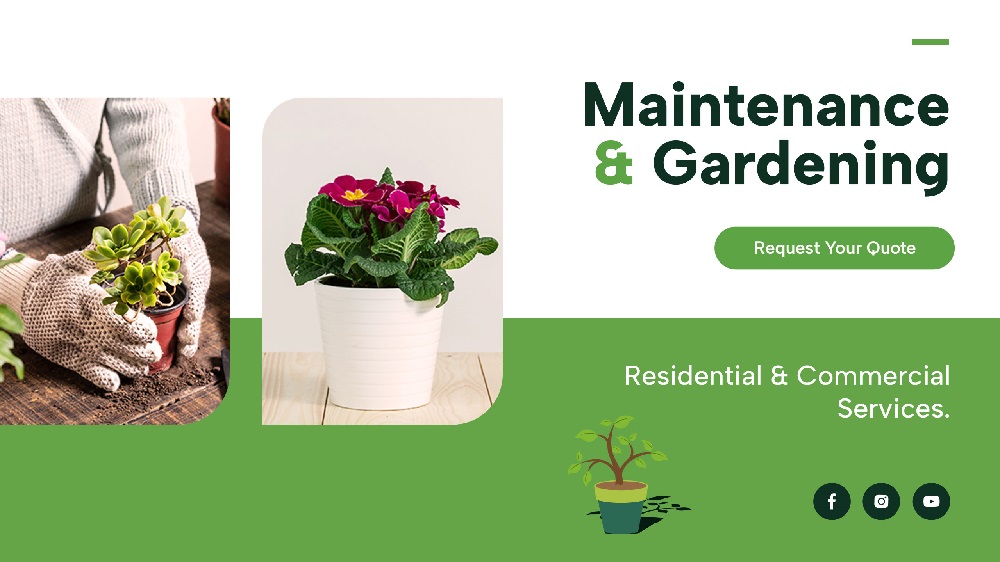 Maintenance
& Gardening
Request Your Quote
Residential & Commercial
Services.